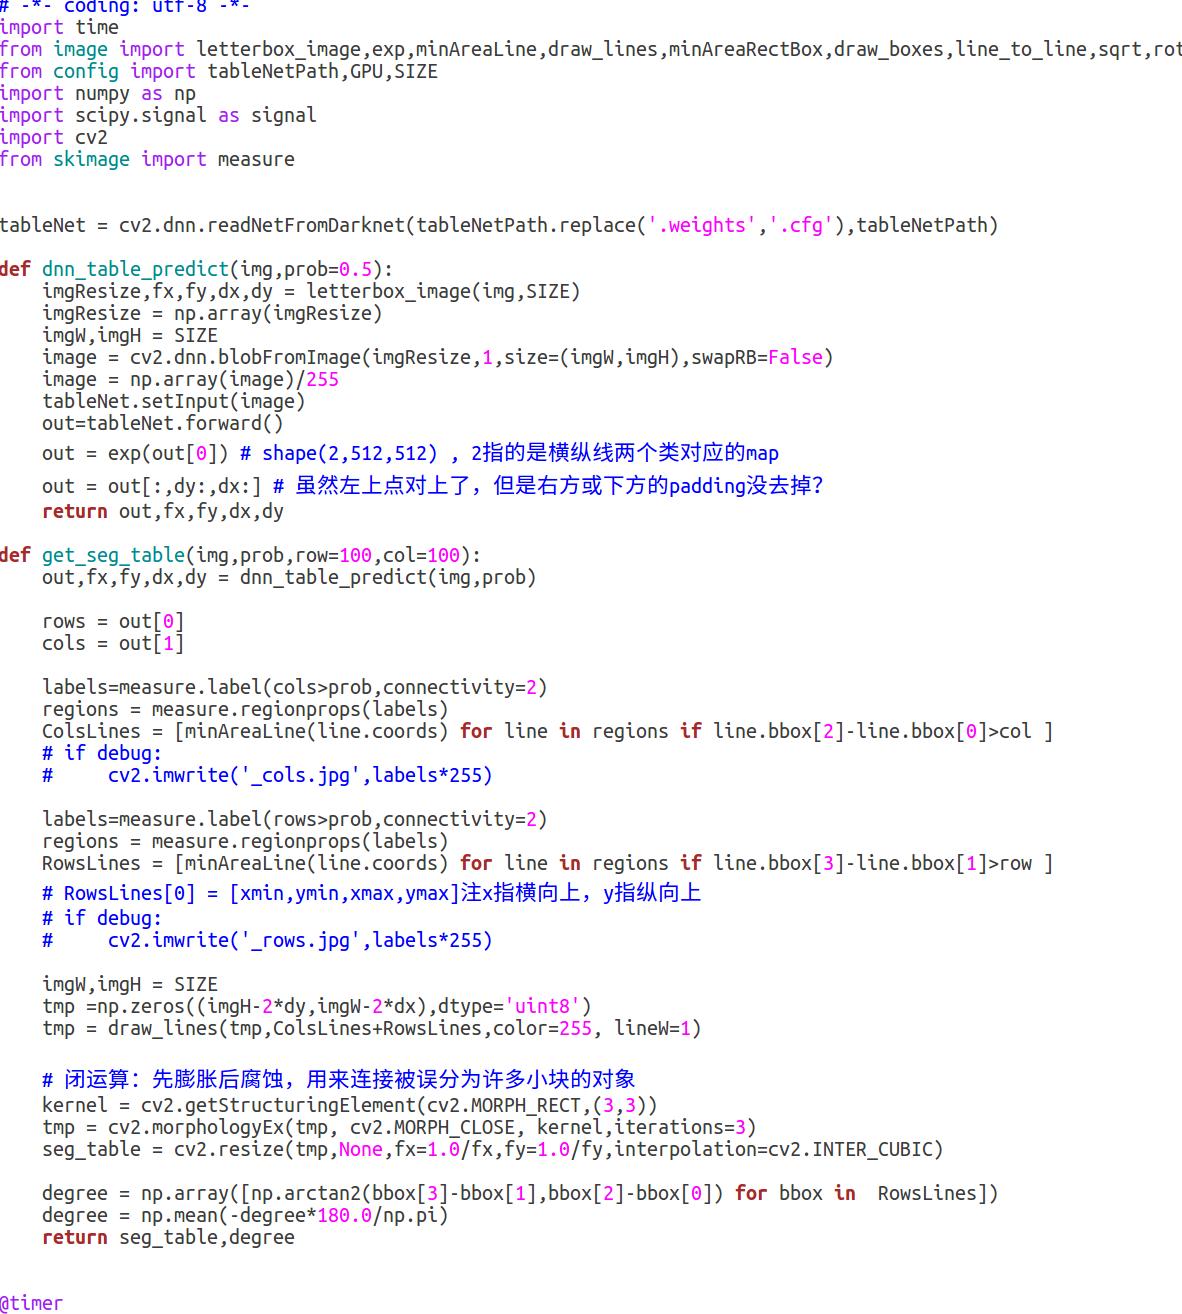 # -*- coding: utf-8 -*-
import time
from image import letterbox_image,exp,minAreaLine,draw_lines,minAreaRectBox,draw_boxes,line_to_line,sqrt,rot
from config import tableNetPath,GPU,SIZE
import numpy as np
import scipy.signal as signal
import cv2
from skimage import measure
tableNet = cv2.dnn.readNetFromDarknet(tableNetPath.replace('.weights','.cfg'),tableNetPath)
def dnn_table_predict(img,prob=0.5):
    imgResize,fx,fy,dx,dy = letterbox_image(img,SIZE)
    imgResize = np.array(imgResize)
    imgW,imgH = SIZE
    image = cv2.dnn.blobFromImage(imgResize,1,size=(imgW,imgH),swapRB=False)
    image = np.array(image)/255
    tableNet.setInput(image)
    out=tableNet.forward()
    out = exp(out[0]) # shape(2,512,512) , 2指的是横纵线两个类对应的map
    out = out[:,dy:,dx:] # 虽然左上点对上了，但是右方或下方的padding没去掉？
    return out,fx,fy,dx,dy
def get_seg_table(img,prob,row=100,col=100):
    out,fx,fy,dx,dy = dnn_table_predict(img,prob)
    rows = out[0]
    cols = out[1]
    labels=measure.label(cols>prob,connectivity=2)
    regions = measure.regionprops(labels)
    ColsLines = [minAreaLine(line.coords) for line in regions if line.bbox[2]-line.bbox[0]>col ]
    # if debug:
    #     cv2.imwrite('_cols.jpg',labels*255)
    labels=measure.label(rows>prob,connectivity=2)
    regions = measure.regionprops(labels)
    RowsLines = [minAreaLine(line.coords) for line in regions if line.bbox[3]-line.bbox[1]>row ]
    # RowsLines[0] = [xmin,ymin,xmax,ymax]注x指横向上，y指纵向上
    # if debug:
    #     cv2.imwrite('_rows.jpg',labels*255)
    imgW,imgH = SIZE
    tmp =np.zeros((imgH-2*dy,imgW-2*dx),dtype='uint8')
    tmp = draw_lines(tmp,ColsLines+RowsLines,color=255, lineW=1)
    # 闭运算：先膨胀后腐蚀，用来连接被误分为许多小块的对象
    kernel = cv2.getStructuringElement(cv2.MORPH_RECT,(3,3))
    tmp = cv2.morphologyEx(tmp, cv2.MORPH_CLOSE, kernel,iterations=3)
    seg_table = cv2.resize(tmp,None,fx=1.0/fx,fy=1.0/fy,interpolation=cv2.INTER_CUBIC)
    degree = np.array([np.arctan2(bbox[3]-bbox[1],bbox[2]-bbox[0]) for bbox in  RowsLines])
    degree = np.mean(-degree*180.0/np.pi)
    return seg_table,degree
@timer